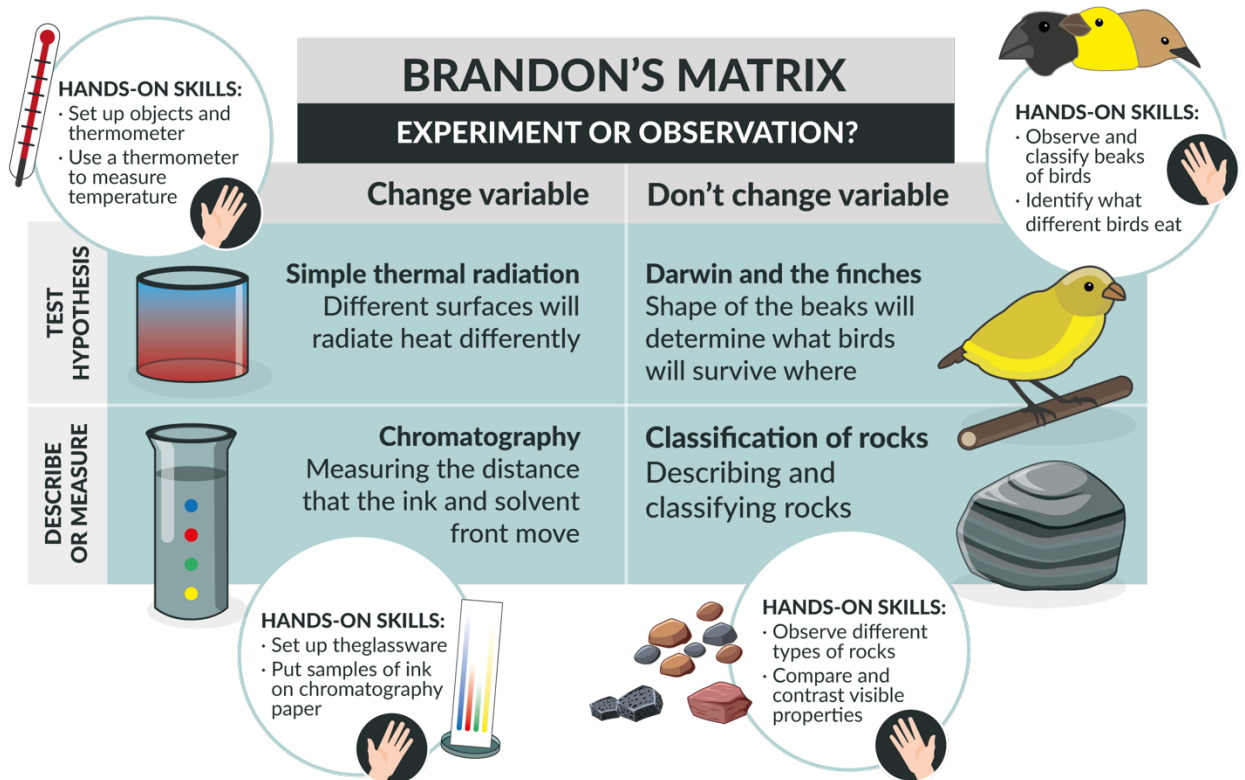 BRANDON'S MATRIX
EXPERIMENT OR OBSERVATION?
HANDS-ON SKILLS:
· Set up objects and
thermometer
· Use a thermometer
to measure
temperature
HANDS-ON SKILLS:
· Observe and
classify beaks
of birds
· Identify what
different birds eat
Change variable
Don't change variable
TEST
HYPOTHESIS
Simple thermal radiation
Different surfaces will
radiate heat differently
Darwin and the finches
Shape of the beaks will
determine what birds
will survive where
DESCRIBE
OR MEASURE
Chromatography
Measuring the distance
that the ink and solvent
front move
Classification of rocks
Describing and
classifying rocks
HANDS-ON SKILLS:
· Set up theglassware
· Put samples of ink
on chromatography
paper
HANDS-ON SKILLS:
· Observe different
types of rocks
· Compare and
contrast visible
properties